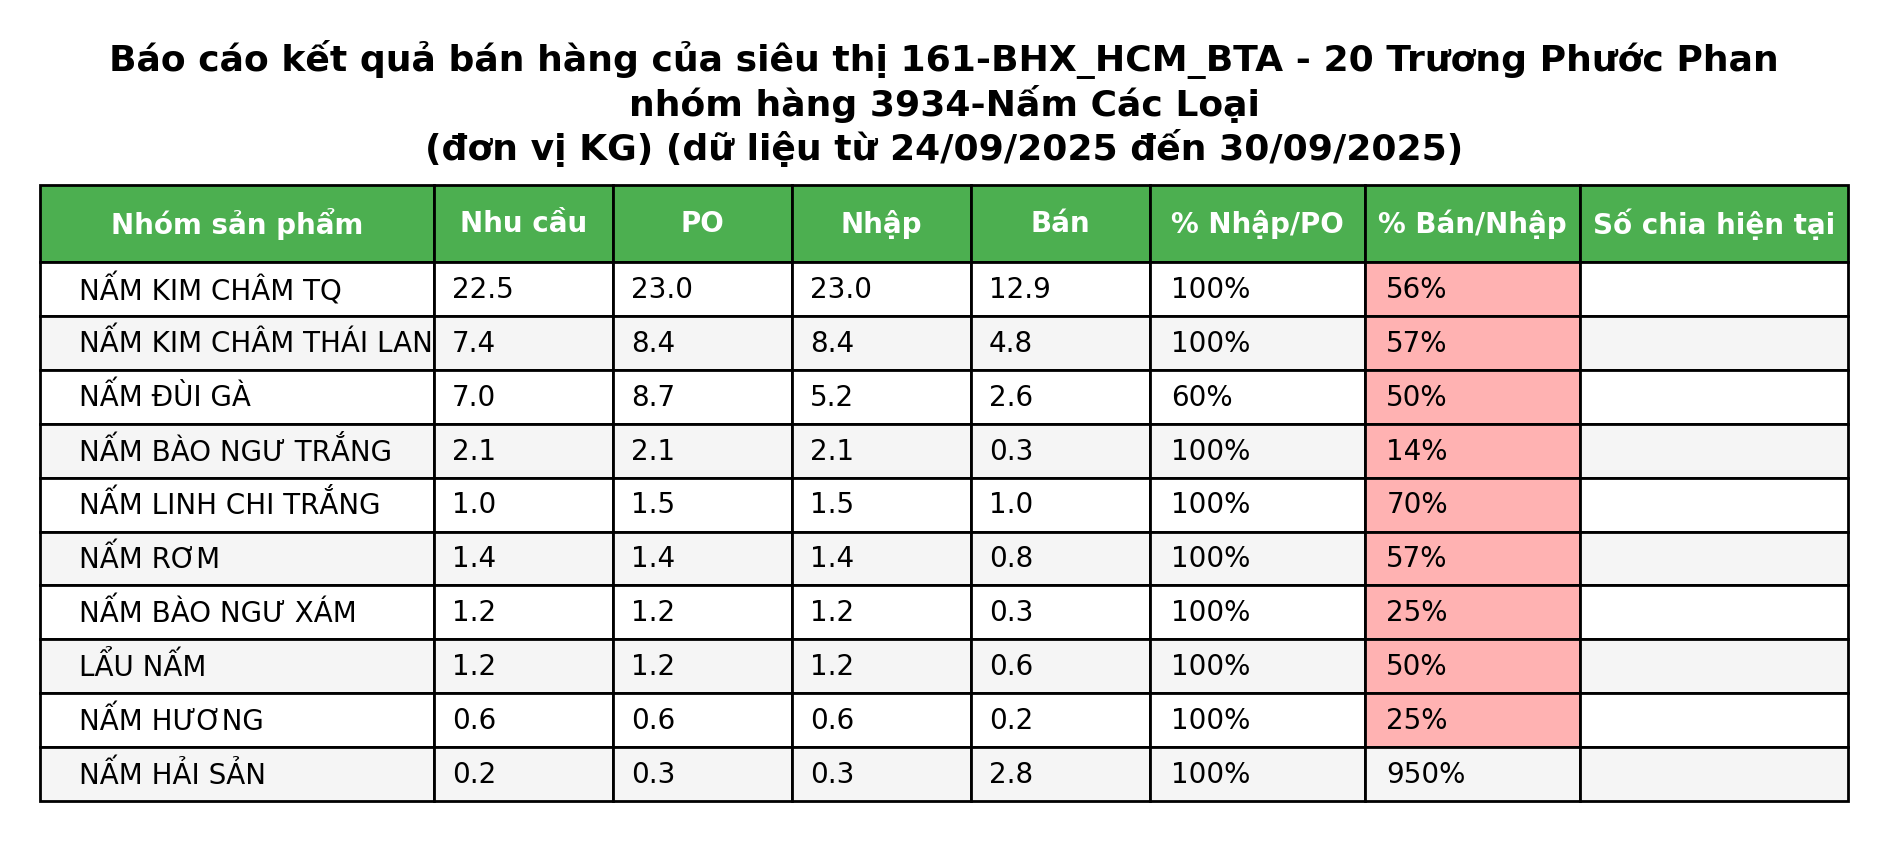 Báo cáo kết quả bán hàng của siêu thị 161-BHX_HCM_BTA - 20 Trương Phước Phan
nhóm hàng 3934-Nấm Các Loại
(đơn vị KG) (dữ liệu từ 24/09/2025 đến 30/09/2025)
Nhóm sản phẩm Nhu cầu PO Nhập Bán % Nhập/PO % Bán/Nhập Số chia hiện tại
NẤM KIM CHÂM TQ 22.5 23.0 23.0 12.9 100% 56%
NẤM KIM CHÂM THÁI LAN 7.4 8.4 8.4 4.8 100% 57%
NẤM ĐÙI GÀ 7.0 8.7 5.2 2.6 60% 50%
NẤM BÀO NGƯ TRẮNG 2.1 2.1 2.1 0.3 100% 14%
NẤM LINH CHI TRẮNG 1.0 1.5 1.5 1.0 100% 70%
NẤM RƠM 1.4 1.4 1.4 0.8 100% 57%
NẤM BÀO NGƯ XÁM 1.2 1.2 1.2 0.3 100% 25%
LẨU NẤM 1.2 1.2 1.2 0.6 100% 50%
NẤM HƯƠNG 0.6 0.6 0.6 0.2 100% 25%
NẤM HẢI SẢN 0.2 0.3 0.3 2.8 100% 950%